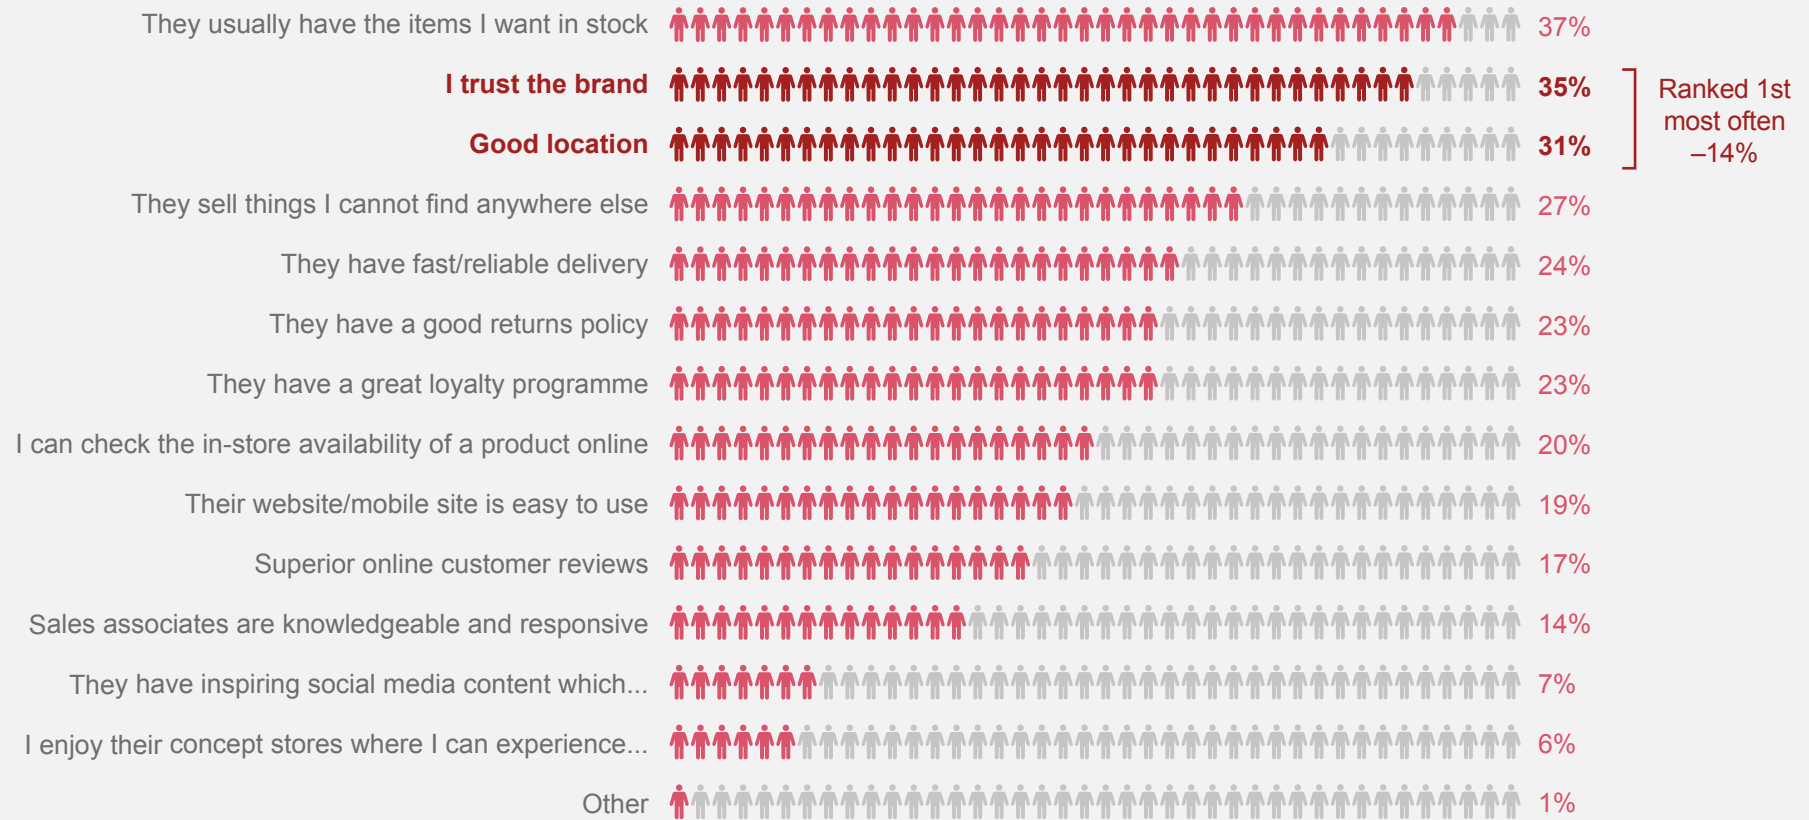 They usually have the items I want in stock 37%
I trust the brand 35%
Good location 31%
Ranked 1st
most often
–14%
They sell things I cannot find anywhere else 27%
They have fast/reliable delivery 24%
They have a good returns policy 23%
They have a great loyalty programme 23%
I can check the in-store availability of a product online 20%
Their website/mobile site is easy to use 19%
Superior online customer reviews 17%
Sales associates are knowledgeable and responsive 14%
They have inspiring social media content which... 7%
I enjoy their concept stores where I can experience... 6%
Other 1%